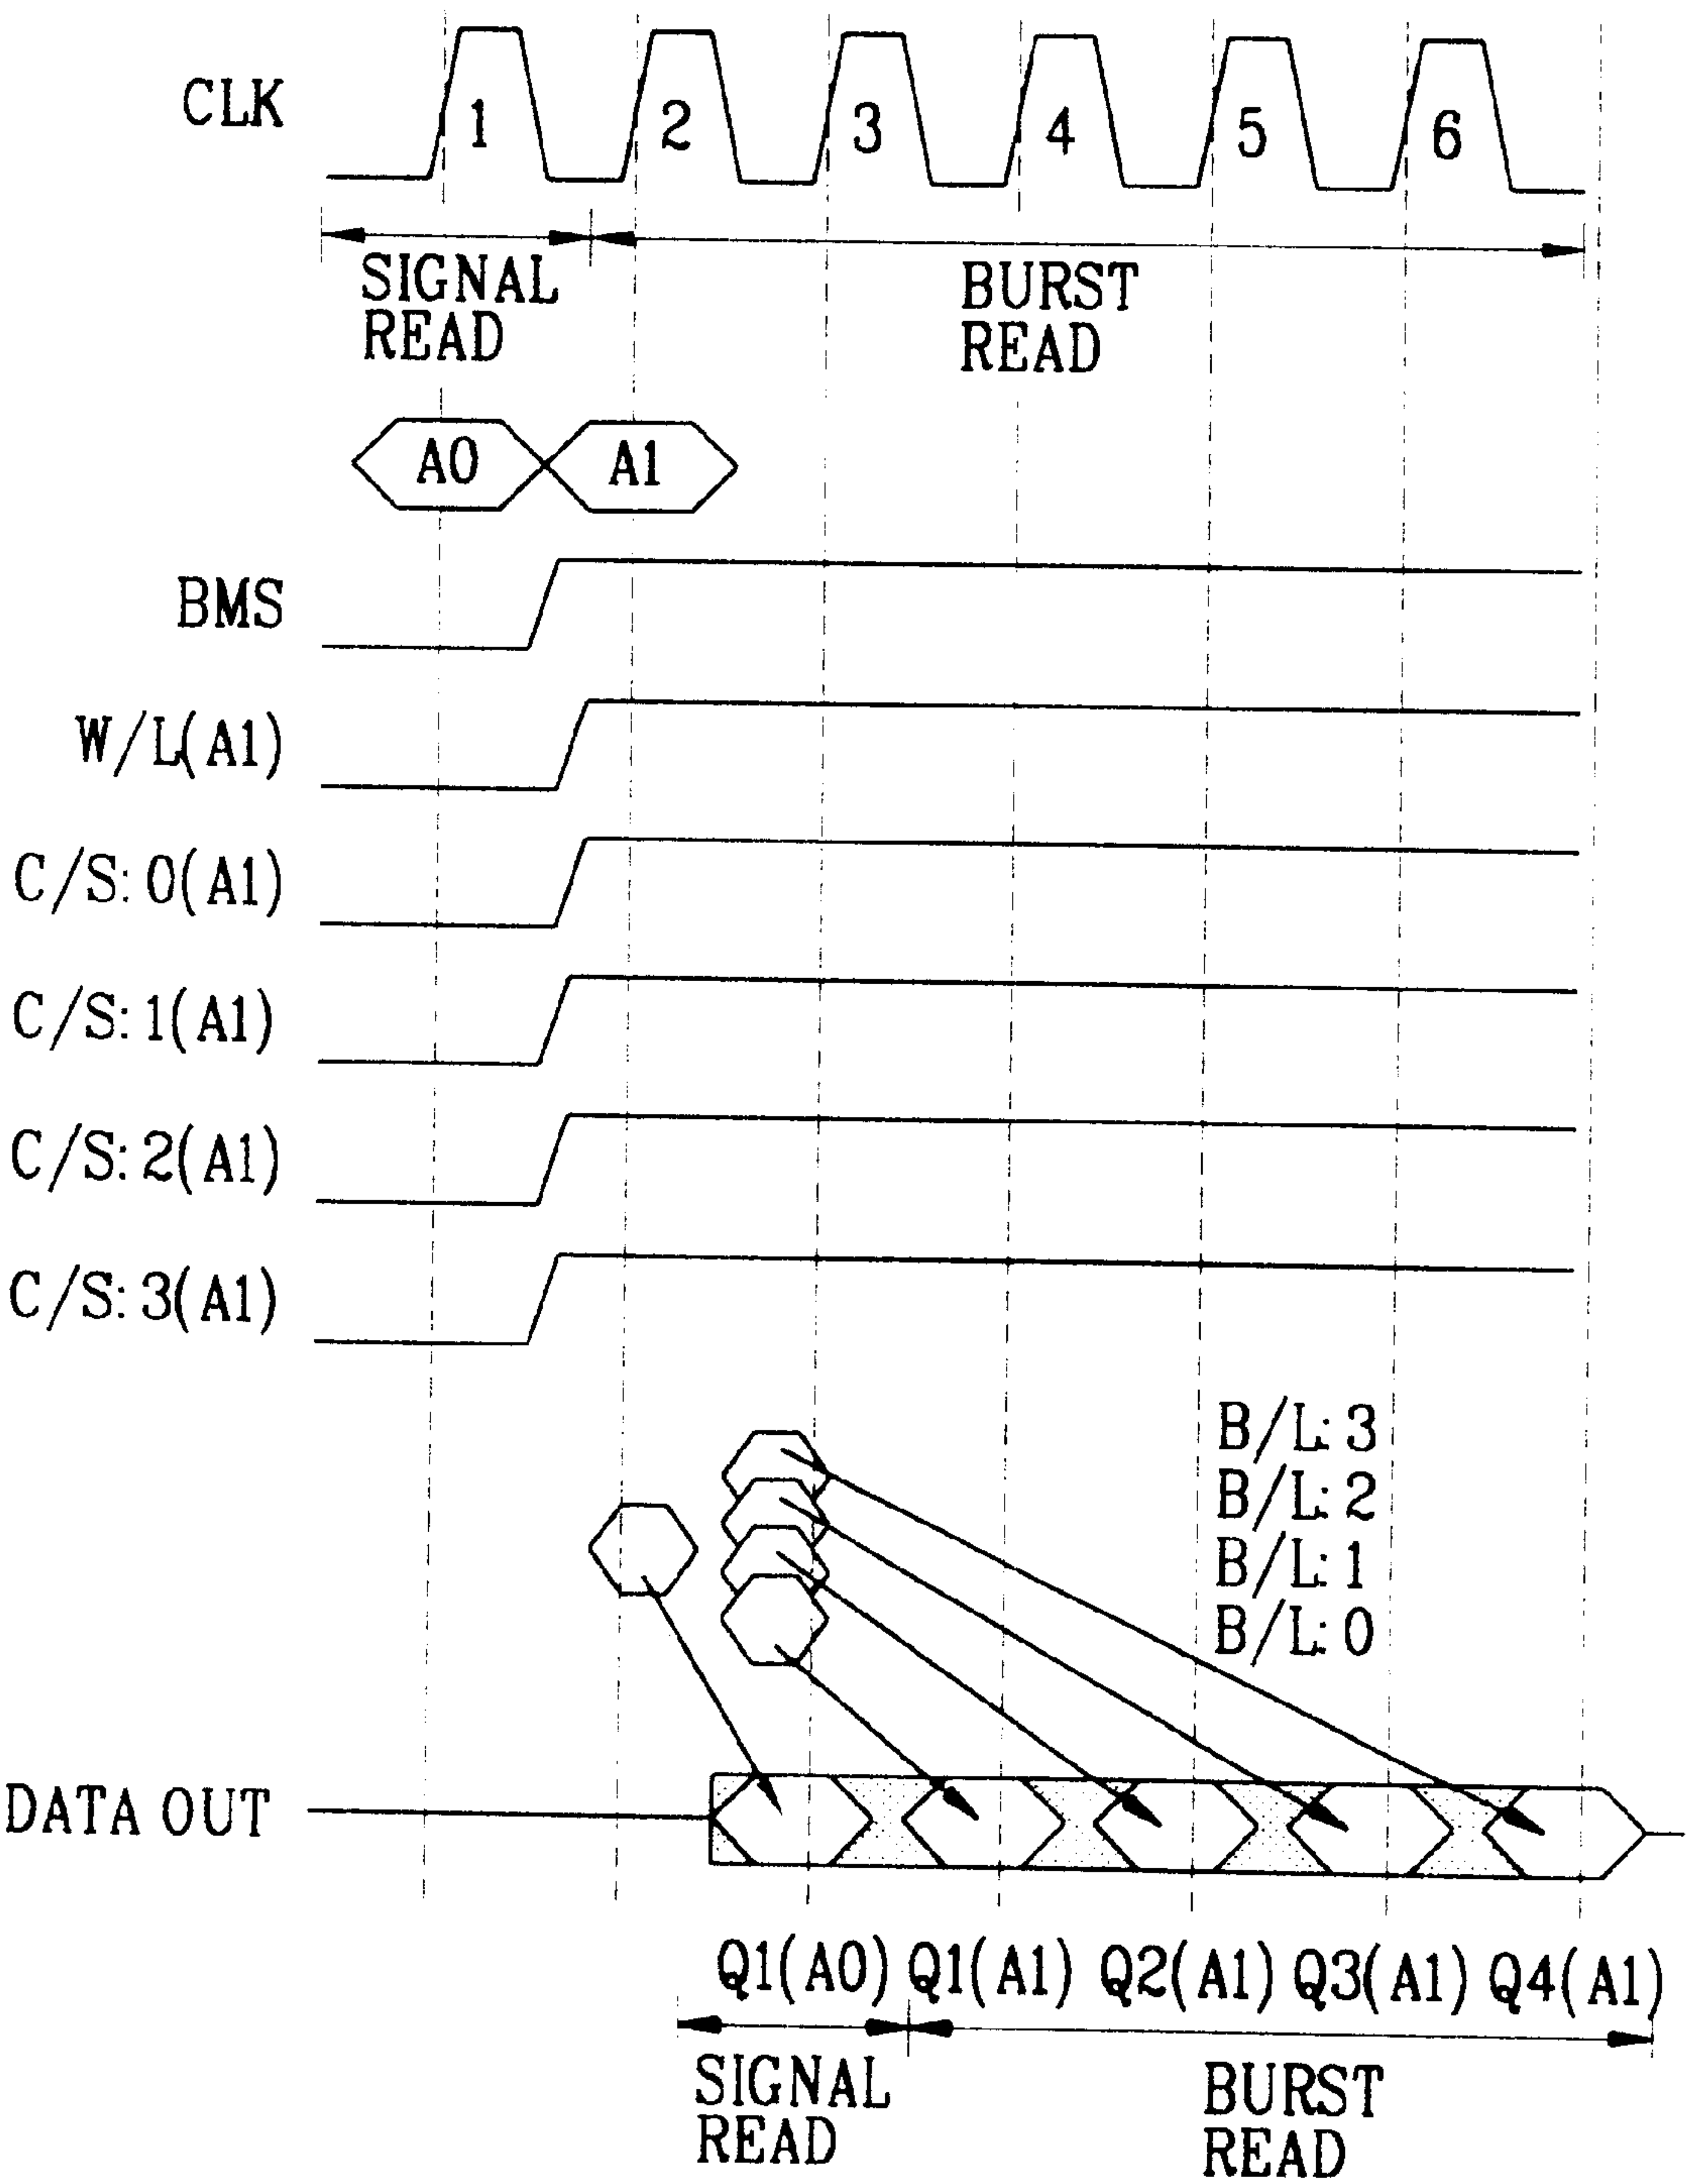 CLK
1 2 3 4 5 6
SIGNAL
READ
BURST
READ
A0 A1
BMS
W/L(A1)
C/S: 0(A1)
C/S: 1(A1)
C/S: 2(A1)
C/S: 3(A1)
B/L: 3
B/L: 2
B/L: 1
B/L: 0
DATA OUT
Q1(A0) Q1(A1) Q2(A1) Q3(A1) Q4(A1)
SIGNAL
READ
BURST
READ